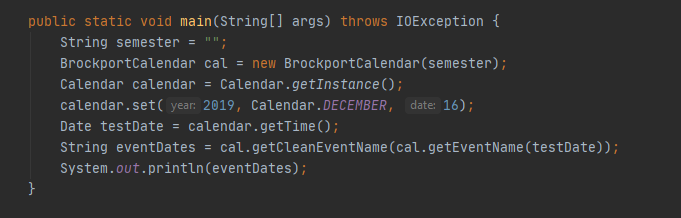 public static void main(String[] args) throws IOException {
    String semester = "";
    BrockportCalendar cal = new BrockportCalendar(semester);
    Calendar calendar = Calendar.getInstance();
    calendar.set( year: 2019, Calendar.DECEMBER, date: 16);
    Date testDate = calendar.getTime();
    String eventDates = cal.getCleanEventName(cal.getEventName(testDate));
    System.out.println(eventDates);
}